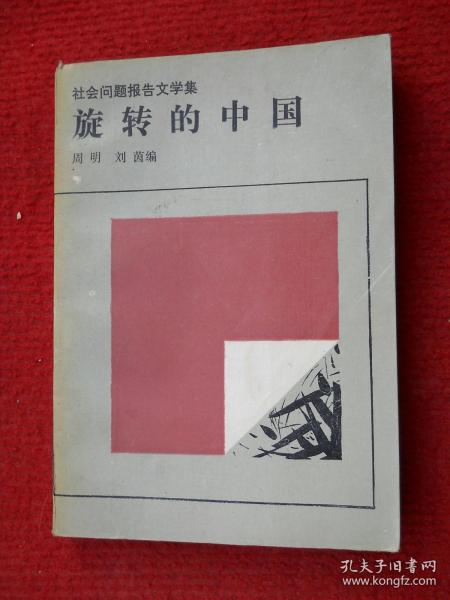 社会问题报告文学集
旋转的中国
周明 刘茵编
孔夫子旧书网
www.kongfz.com